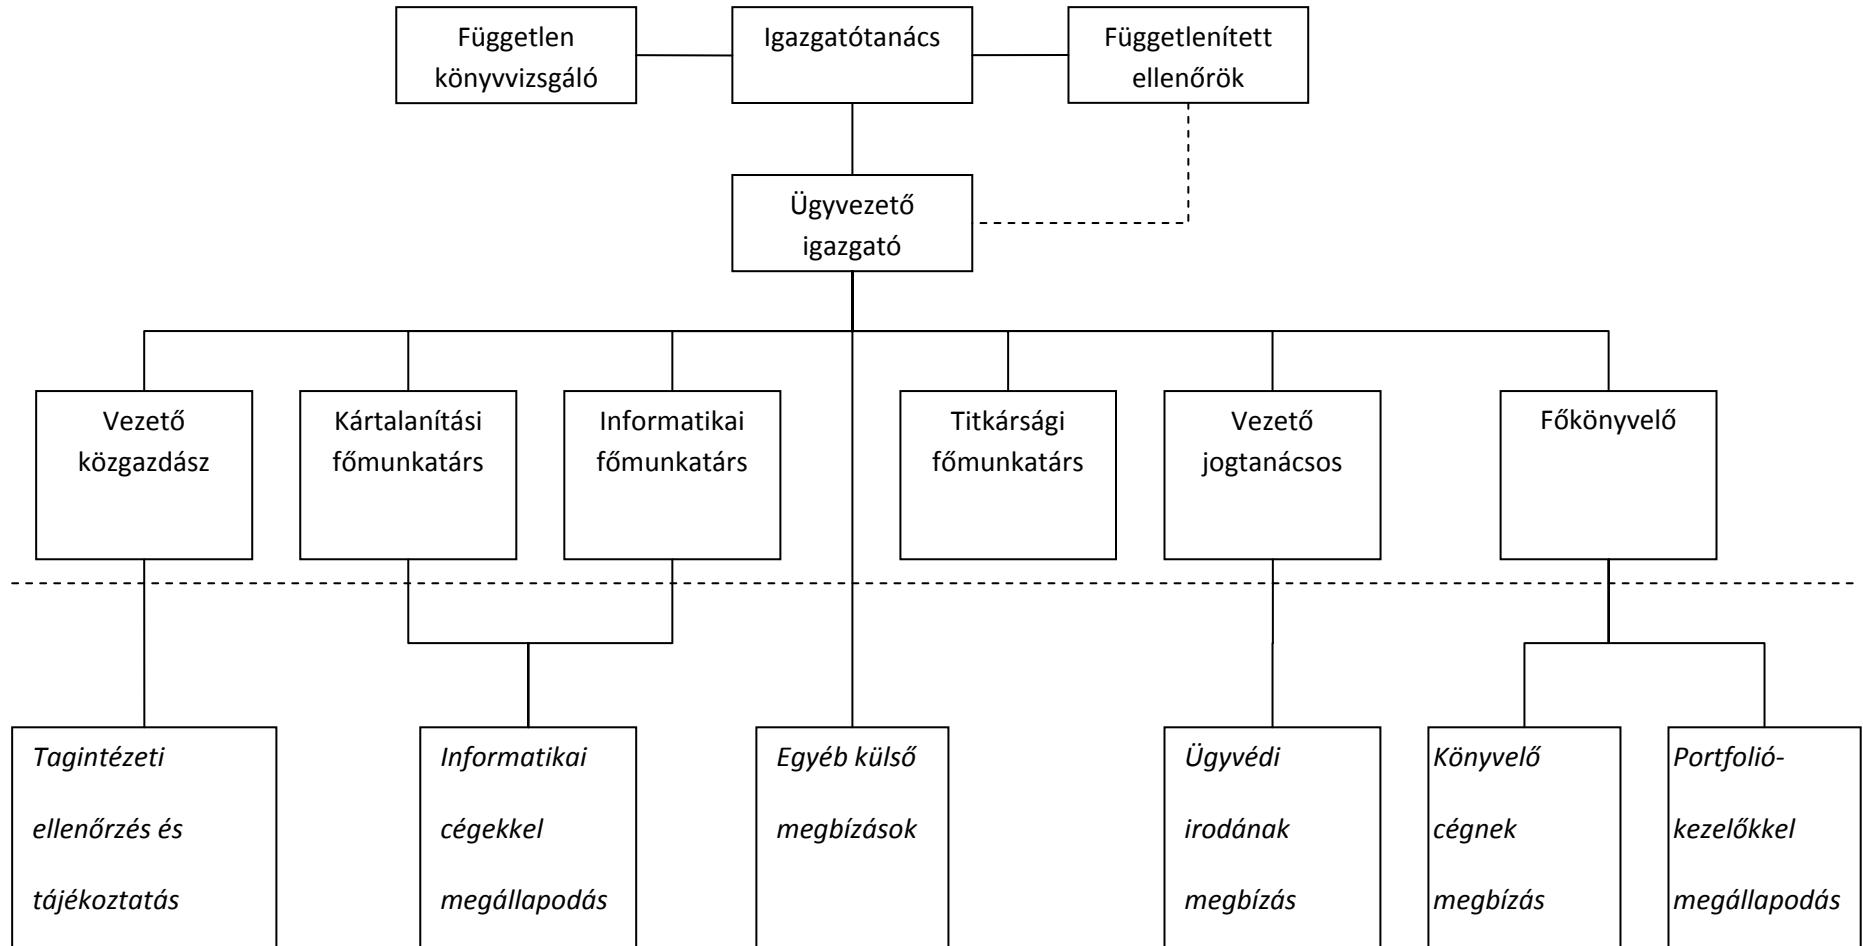 Független
könyvvizsgáló
Igazgatótanács
Függetlenített
ellenőrök
Ügyvezető
igazgató
Vezető
közgazdász
Kártalanítási
főmunkatárs
Informatikai
főmunkatárs
Titkársági
főmunkatárs
Vezető
jogtanácsos
Főkönyvelő
Tagintézeti
ellenőrzés és
tájékoztatás
Informatikai
cégekkel
megállapodás
Egyéb külső
megbízások
Ügyvédi
irodának
megbízás
Könyvelő
cégnek
megbízás
Portfolió-
kezelőkkel
megállapodás